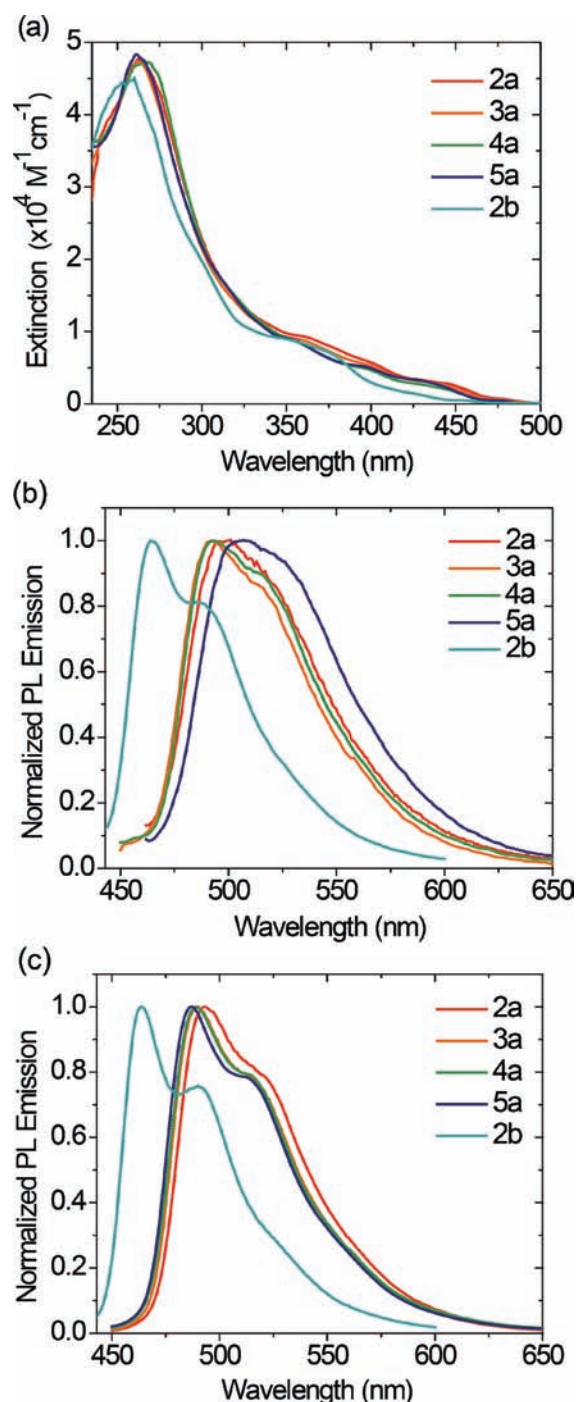 (a)
5
4
3
2
1
0
Extinction (x10⁴ M⁻¹cm⁻¹)
2a
3a
4a
5a
2b
250 300 350 400 450 500
Wavelength (nm)
(b)
1.0
0.8
0.6
0.4
0.2
0.0
Normalized PL Emission
2a
3a
4a
5a
2b
450 500 550 600 650
Wavelength (nm)
(c)
1.0
0.8
0.6
0.4
0.2
0.0
Normalized PL Emission
2a
3a
4a
5a
2b
450 500 550 600 650
Wavelength (nm)